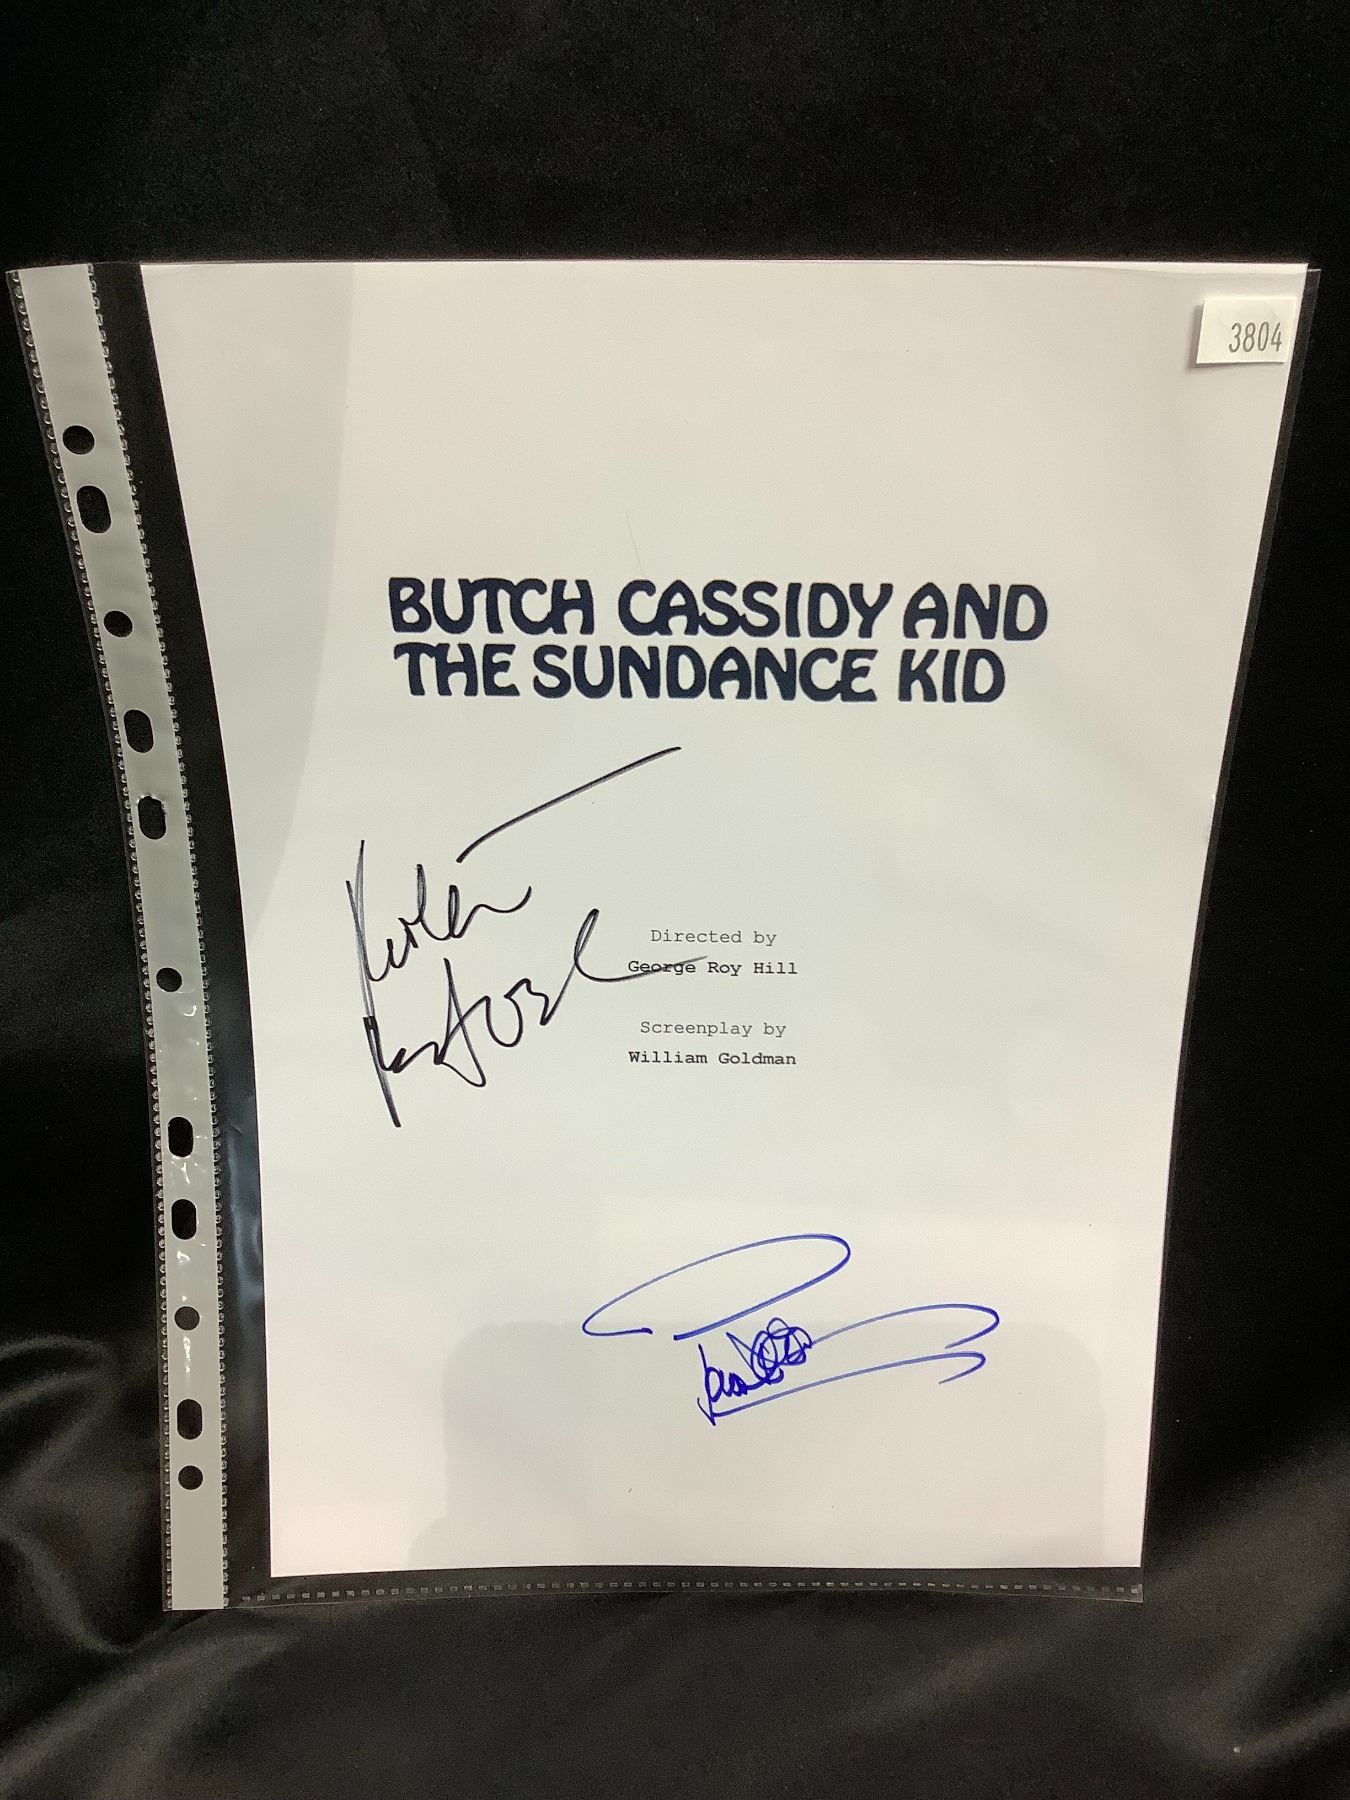 3804
BUTCH CASSIDY AND
THE SUNDANCE KID
Directed by
George Roy Hill
Screenplay by
William Goldman